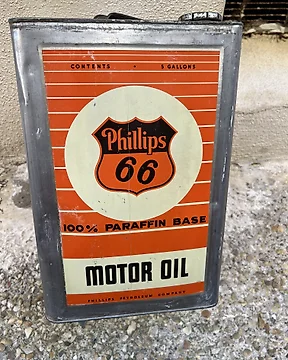 CONTENTS • 5 GALLONS
Phillips
66
100% PARAFFIN BASE
MOTOR OIL
PHILLIPS PETROLEUM COMPANY